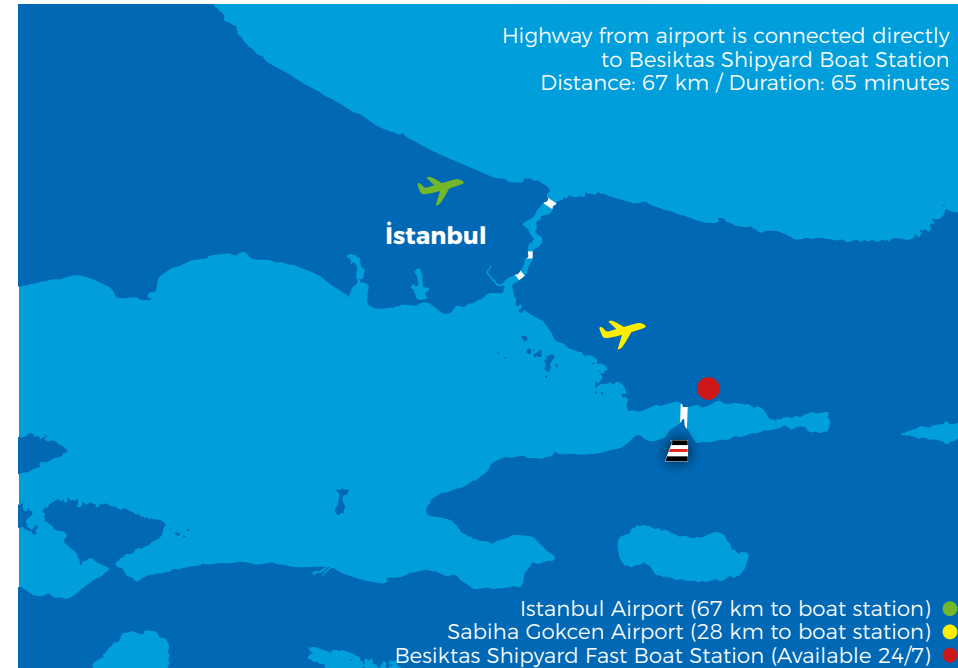 Highway from airport is connected directly
to Besiktas Shipyard Boat Station
Distance: 67 km / Duration: 65 minutes
İstanbul
Istanbul Airport (67 km to boat station)
Sabiha Gokcen Airport (28 km to boat station)
Besiktas Shipyard Fast Boat Station (Available 24/7)